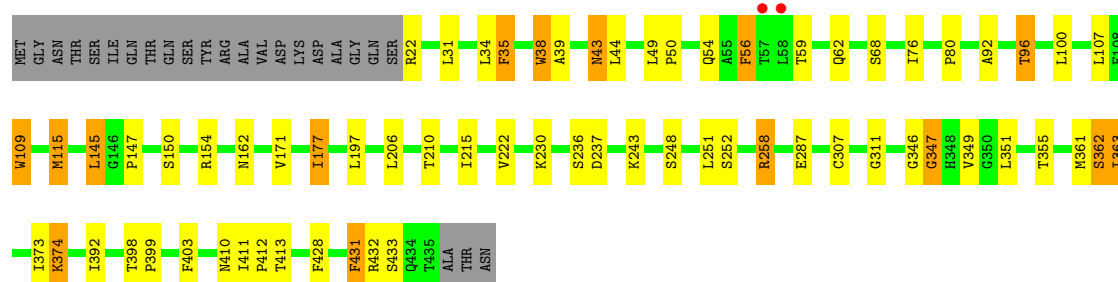 MET GLY ASN THR SER ILE GLN THR GLN SER TYR ARG ALA VAL ASP LYS ASP ALA GLY GLN SER R22 L31 L34 F35 W38 A39 N43 L44 L49 P50 Q54 A55 F56 T57 L58 T59 Q62 S68 I76 P80 A92 T96 L100 L107
W109 M115 L145 G146 P147 S150 R154 N162 V171 I177 L197 L206 T210 I215 V222 K230 S236 D237 K243 S248 L251 S252 R258 E287 C307 G311 G346 G347 H348 V349 G350 L351 T355 M361 S362
I373 K374 I392 T398 P399 F403 N410 I411 P412 T413 F428 F431 R432 S433 Q434 T435 ALA THR ASN